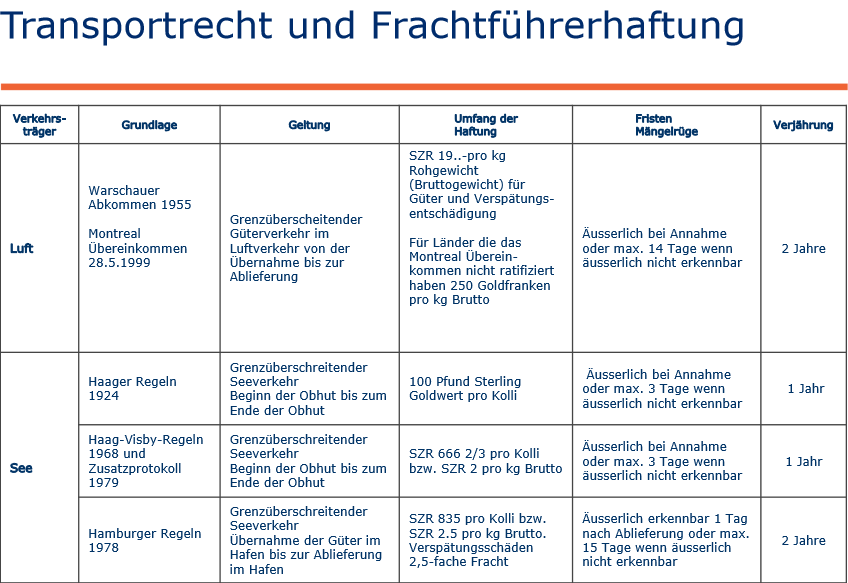 Transportrecht und Frachtführerhaftung
Verkehrs-
träger
Grundlage
Geltung
Umfang der
Haftung
Fristen
Mängelrüge
Verjährung
Luft
Warschauer
Abkommen 1955
Montreal
Übereinkommen
28.5.1999
Grenzüberscheitender
Güterverkehr im
Luftverkehr von der
Übernahme bis zur
Ablieferung
SZR 19..-pro kg
Rohgewicht
(Bruttogewicht) für
Güter und Verspätungs-
entschädigung
Für Länder die das
Montreal Überein-
kommen nicht ratifiziert
haben 250 Goldfranken
pro kg Brutto
Äusserlich bei Annahme
oder max. 14 Tage wenn
äusserlich nicht erkennbar
2 Jahre
See
Haager Regeln
1924
Grenzüberschreitender
Seeverkehr
Beginn der Obhut bis zum
Ende der Obhut
100 Pfund Sterling
Goldwert pro Kolli
Äusserlich bei Annahme
oder max. 3 Tage wenn
äusserlich nicht erkennbar
1 Jahr
Haag-Visby-Regeln
1968 und
Zusatzprotokoll
1979
Grenzüberschreitender
Seeverkehr
Beginn der Obhut bis zum
Ende der Obhut
SZR 666 2/3 pro Kolli
bzw. SZR 2 pro kg Brutto
Äusserlich bei Annahme
oder max. 3 Tage wenn
äusserlich nicht erkennbar
1 Jahr
Hamburger Regeln
1978
Grenzüberschreitender
Seeverkehr
Übernahme der Güter im
Hafen bis zur Ablieferung
im Hafen
SZR 835 pro Kolli bzw.
SZR 2.5 pro kg Brutto.
Verspätungsschäden
2,5-fache Fracht
Äusserlich erkennbar 1 Tag
nach Ablieferung oder max.
15 Tage wenn äusserlich
nicht erkennbar
2 Jahre